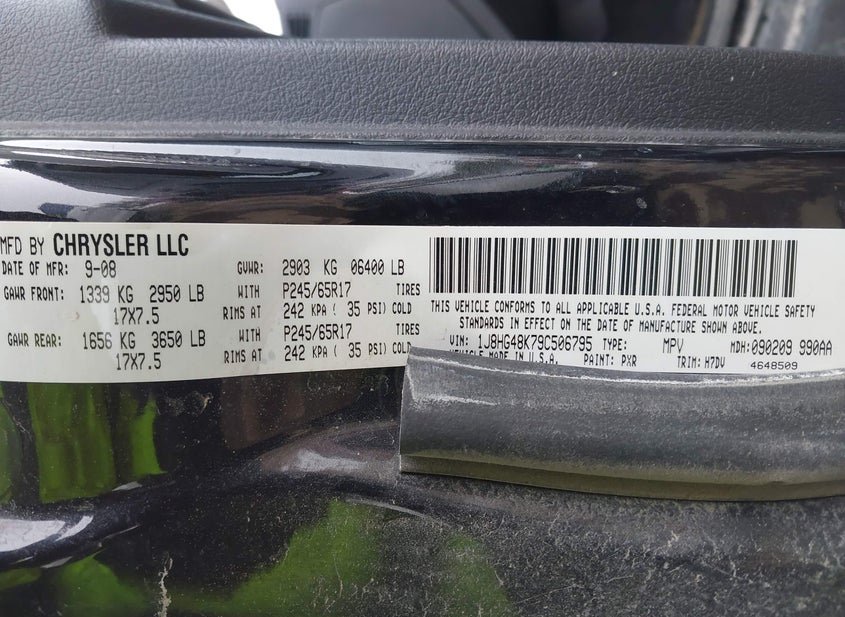 MFD BY CHRYSLER LLC
DATE OF MFR: 9-08 GVWR: 2903 KG 06400 LB
GAWR FRONT: 1339 KG 2950 LB WITH P245/65R17 TIRES
17X7.5 RIMS AT 242 KPA ( 35 PSI) COLD
GAWR REAR: 1656 KG 3650 LB WITH P245/65R17 TIRES
17X7.5 RIMS AT 242 KPA ( 35 PSI) COLD
THIS VEHICLE CONFORMS TO ALL APPLICABLE U.S.A. FEDERAL MOTOR VEHICLE SAFETY
STANDARDS IN EFFECT ON THE DATE OF MANUFACTURE SHOWN ABOVE.
VIN: 1J8HG48K79C506795 TYPE: MPV MDH: 090209 990AA
VEHICLE MADE IN U.S.A. PAINT: PXR TRIM: H7DV 4648509